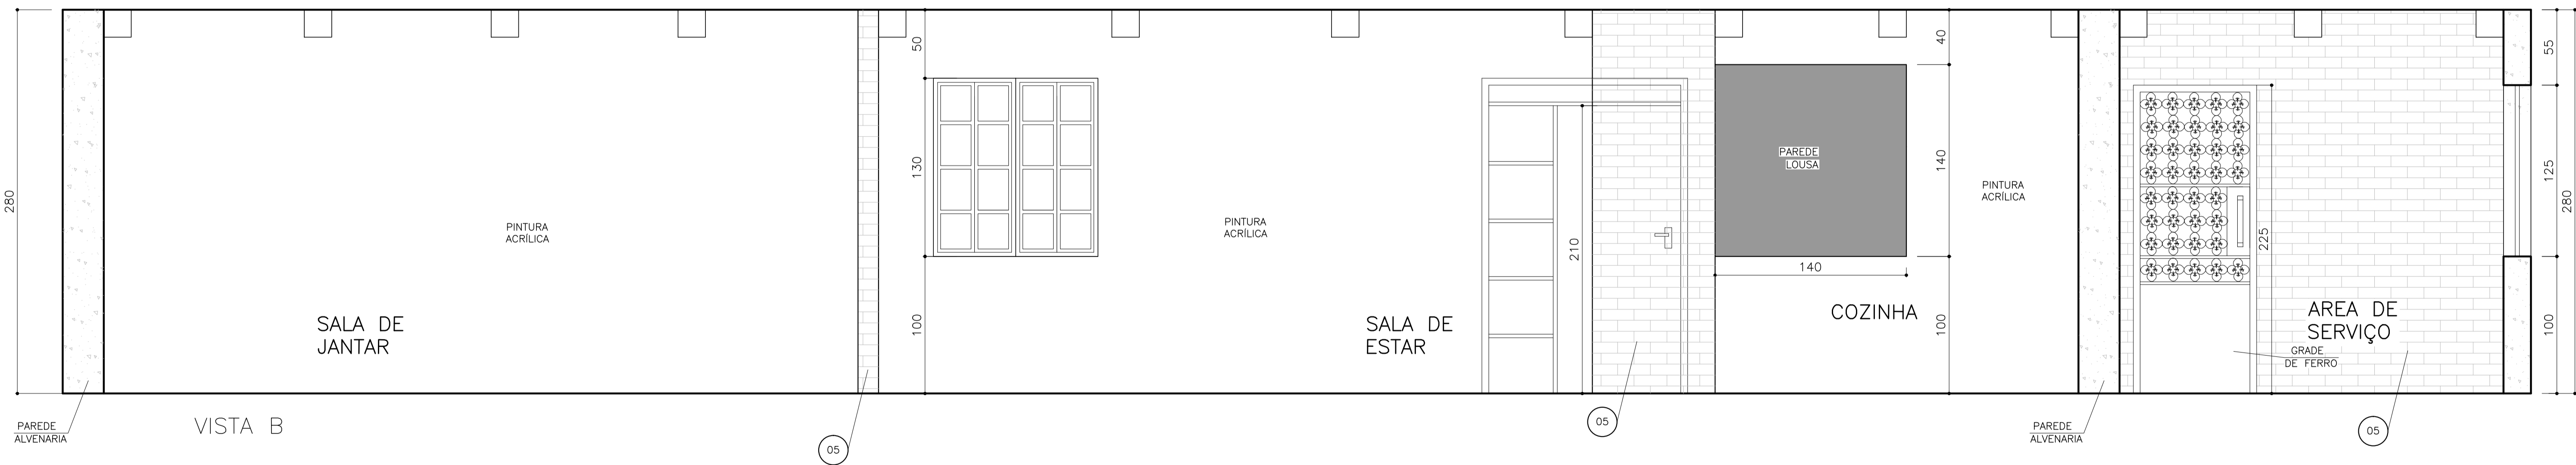 280
PAREDE
ALVENARIA
VISTA B
SALA DE
JANTAR
PINTURA
ACRÍLICA
05
50
130
100
PINTURA
ACRÍLICA
SALA DE
ESTAR
210
05
PAREDE
LOUSA
140
COZINHA
40
140
100
PINTURA
ACRÍLICA
PAREDE
ALVENARIA
225
AREA DE
SERVIÇO
GRADE
DE FERRO
05
55
125
100
280